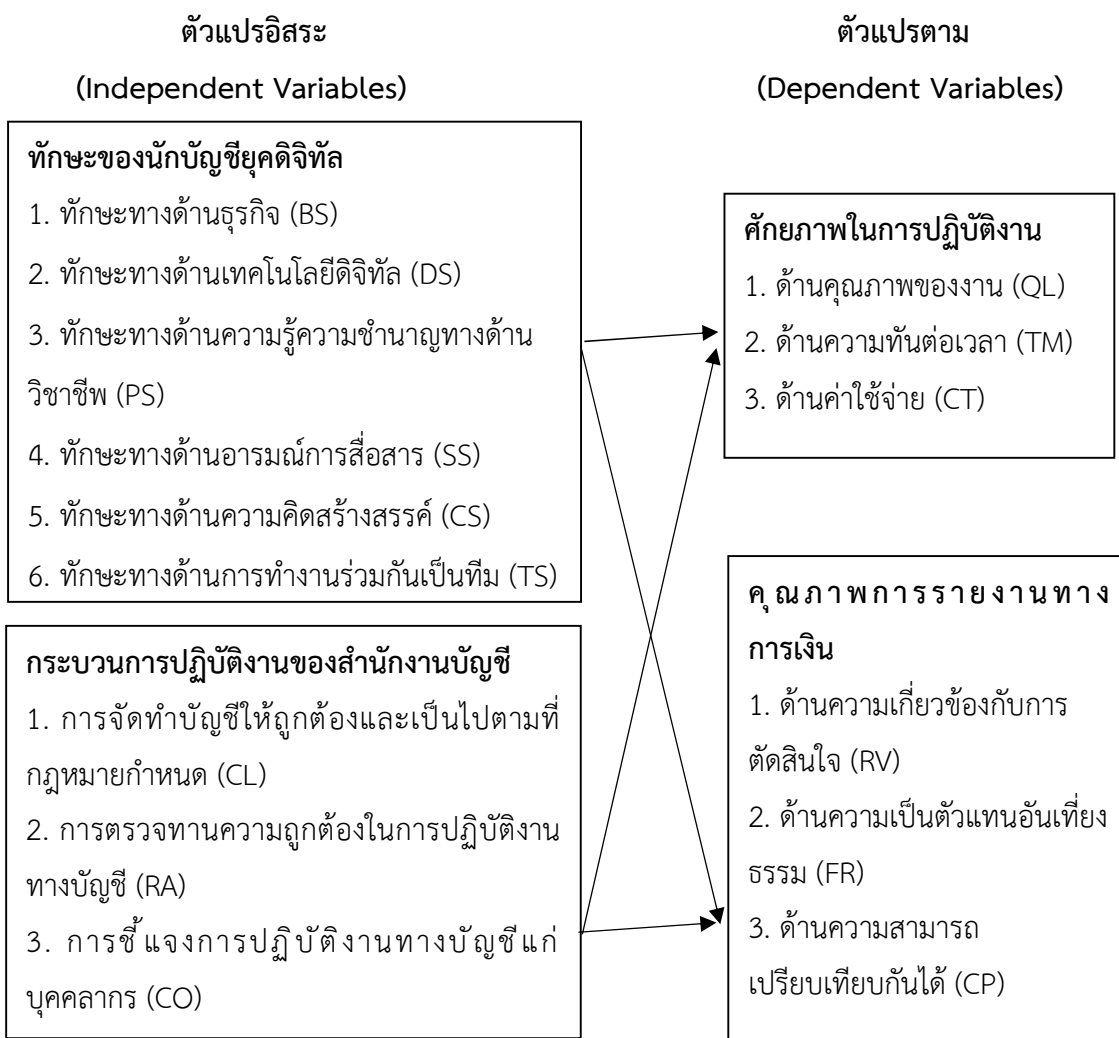 ตัวแปรอิสระ
(Independent Variables)
ทักษะของนักบัญชียุคดิจิทัล
1. ทักษะทางด้านธุรกิจ (BS)
2. ทักษะทางด้านเทคโนโลยีดิจิทัล (DS)
3. ทักษะทางด้านความรู้ความชำนาญทางด้าน
วิชาชีพ (PS)
4. ทักษะทางด้านอารมณ์การสื่อสาร (SS)
5. ทักษะทางด้านความคิดสร้างสรรค์ (CS)
6. ทักษะทางด้านการทำงานร่วมกันเป็นทีม (TS)
กระบวนการปฏิบัติงานของสำนักงานบัญชี
1. การจัดทำบัญชีให้ถูกต้องและเป็นไปตามที่
กฎหมายกำหนด (CL)
2. การตรวจทานความถูกต้องในการปฏิบัติงาน
ทางบัญชี (RA)
3. การชี้แจงการปฏิบัติงานทางบัญชีแก่
บุคคลากร (CO)
ตัวแปรตาม
(Dependent Variables)
ศักยภาพในการปฏิบัติงาน
1. ด้านคุณภาพของงาน (QL)
2. ด้านความทันต่อเวลา (TM)
3. ด้านค่าใช้จ่าย (CT)
คุณภาพการรายงานทาง
การเงิน
1. ด้านความเกี่ยวข้องกับการ
ตัดสินใจ (RV)
2. ด้านความเป็นตัวแทนอันเที่ยง
ธรรม (FR)
3. ด้านความสามารถ
เปรียบเทียบกันได้ (CP)